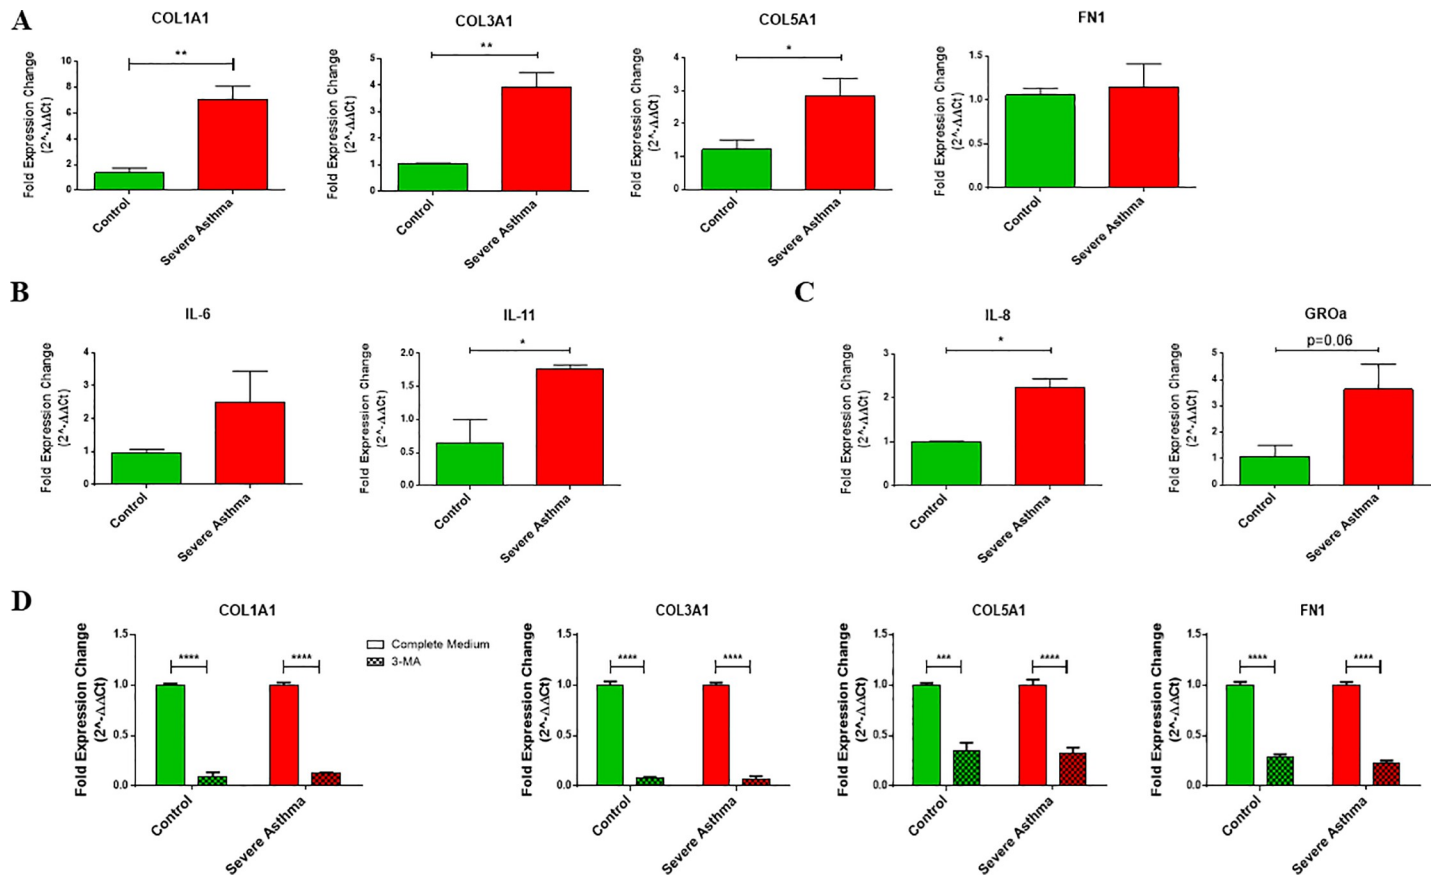 A
COL1A1
COL3A1
COL5A1
FN1
Fold Expression Change
(2^-ΔΔCt)
10
8
6
4
2
0
**
Control
Severe Asthma
Fold Expression Change
(2^-ΔΔCt)
5
4
3
2
1
0
**
Control
Severe Asthma
Fold Expression Change
(2^-ΔΔCt)
4
3
2
1
0
*
Control
Severe Asthma
Fold Expression Change
(2^-ΔΔCt)
1.5
1.0
0.5
0.0
Control
Severe Asthma
B
IL-6
IL-11
Fold Expression Change
(2^-ΔΔCt)
4
3
2
1
0
Control
Severe Asthma
Fold Expression Change
(2^-ΔΔCt)
2.0
1.5
1.0
0.5
0.0
*
Control
Severe Asthma
C
IL-8
GROa
Fold Expression Change
(2^-ΔΔCt)
3
2
1
0
*
Control
Severe Asthma
Fold Expression Change
(2^-ΔΔCt)
5
4
3
2
1
0
p=0.06
Control
Severe Asthma
D
COL1A1
COL3A1
COL5A1
FN1
Fold Expression Change
(2^-ΔΔCt)
1.5
1.0
0.5
0.0
****
****
Control
Severe Asthma
Complete Medium
3-MA
Fold Expression Change
(2^-ΔΔCt)
1.5
1.0
0.5
0.0
****
****
Control
Severe Asthma
Fold Expression Change
(2^-ΔΔCt)
1.5
1.0
0.5
0.0
***
****
Control
Severe Asthma
Fold Expression Change
(2^-ΔΔCt)
1.5
1.0
0.5
0.0
****
****
Control
Severe Asthma